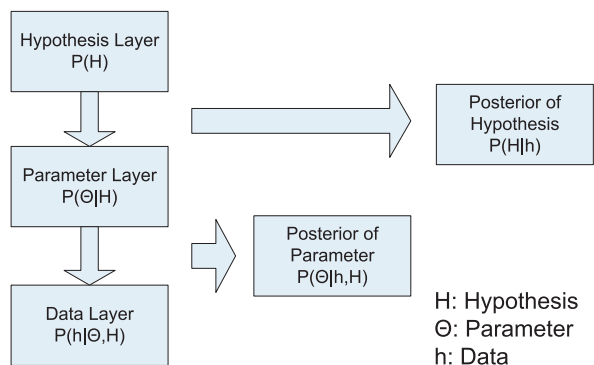 Hypothesis Layer
P(H)
Posterior of
Hypothesis
P(H|h)
Parameter Layer
P(Θ|H)
Posterior of
Parameter
P(Θ|h,H)
Data Layer
P(h|Θ,H)
H: Hypothesis
Θ: Parameter
h: Data